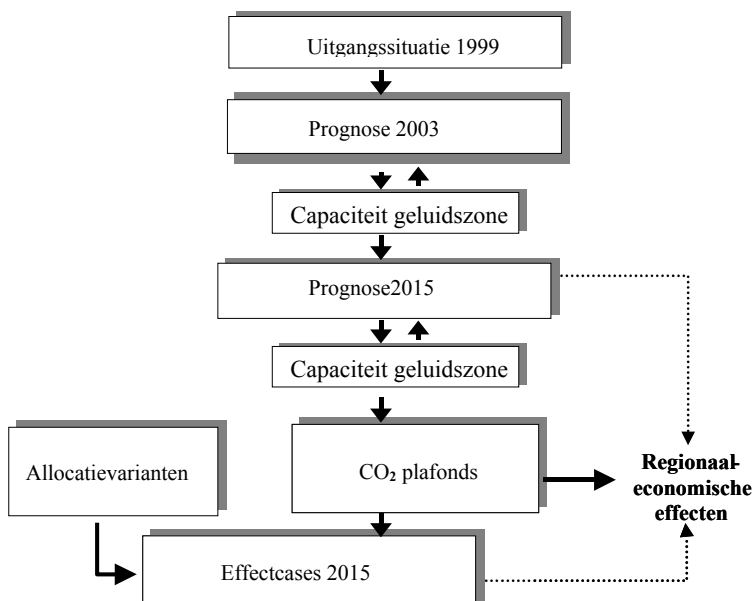 Uitgangssituatie 1999
Prognose 2003
Capaciteit geluidszone
Prognose2015
Capaciteit geluidszone
Allocatievarianten
CO₂ plafonds
Regionaal-
economische
effecten
Effectcases 2015